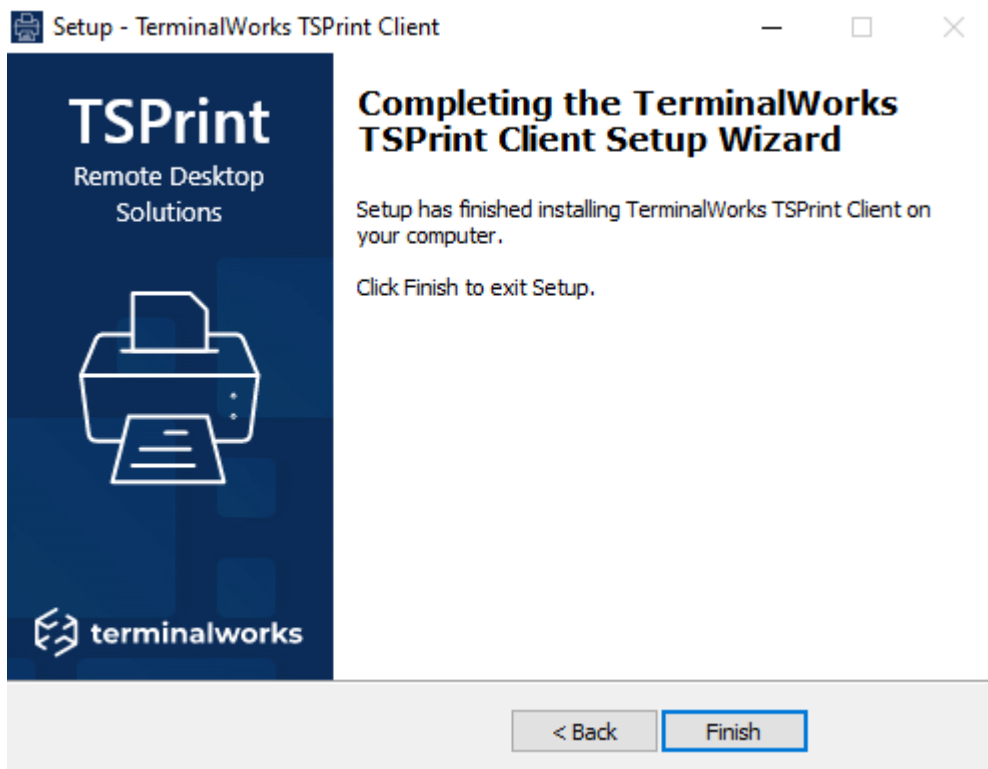 Setup - TerminalWorks TSPrint Client
TSPrint
Remote Desktop
Solutions
terminalworks
Completing the TerminalWorks
TSPrint Client Setup Wizard
Setup has finished installing TerminalWorks TSPrint Client on
your computer.
Click Finish to exit Setup.
< Back
Finish